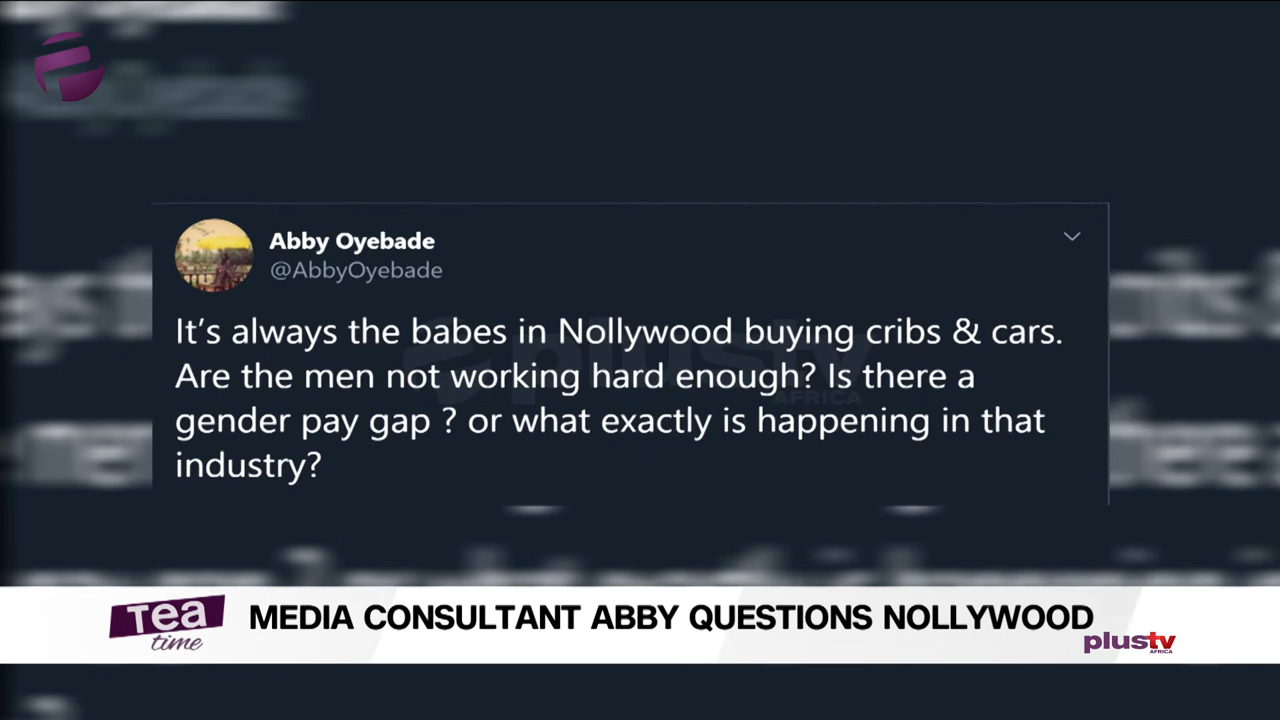 Abby Oyebade
@AbbyOyebade
It's always the babes in Nollywood buying cribs & cars.
Are the men not working hard enough? Is there a
gender pay gap ? or what exactly is happening in that
industry?
plustv
AFRICA
Tea
time
MEDIA CONSULTANT ABBY QUESTIONS NOLLYWOOD
plustv
AFRICA